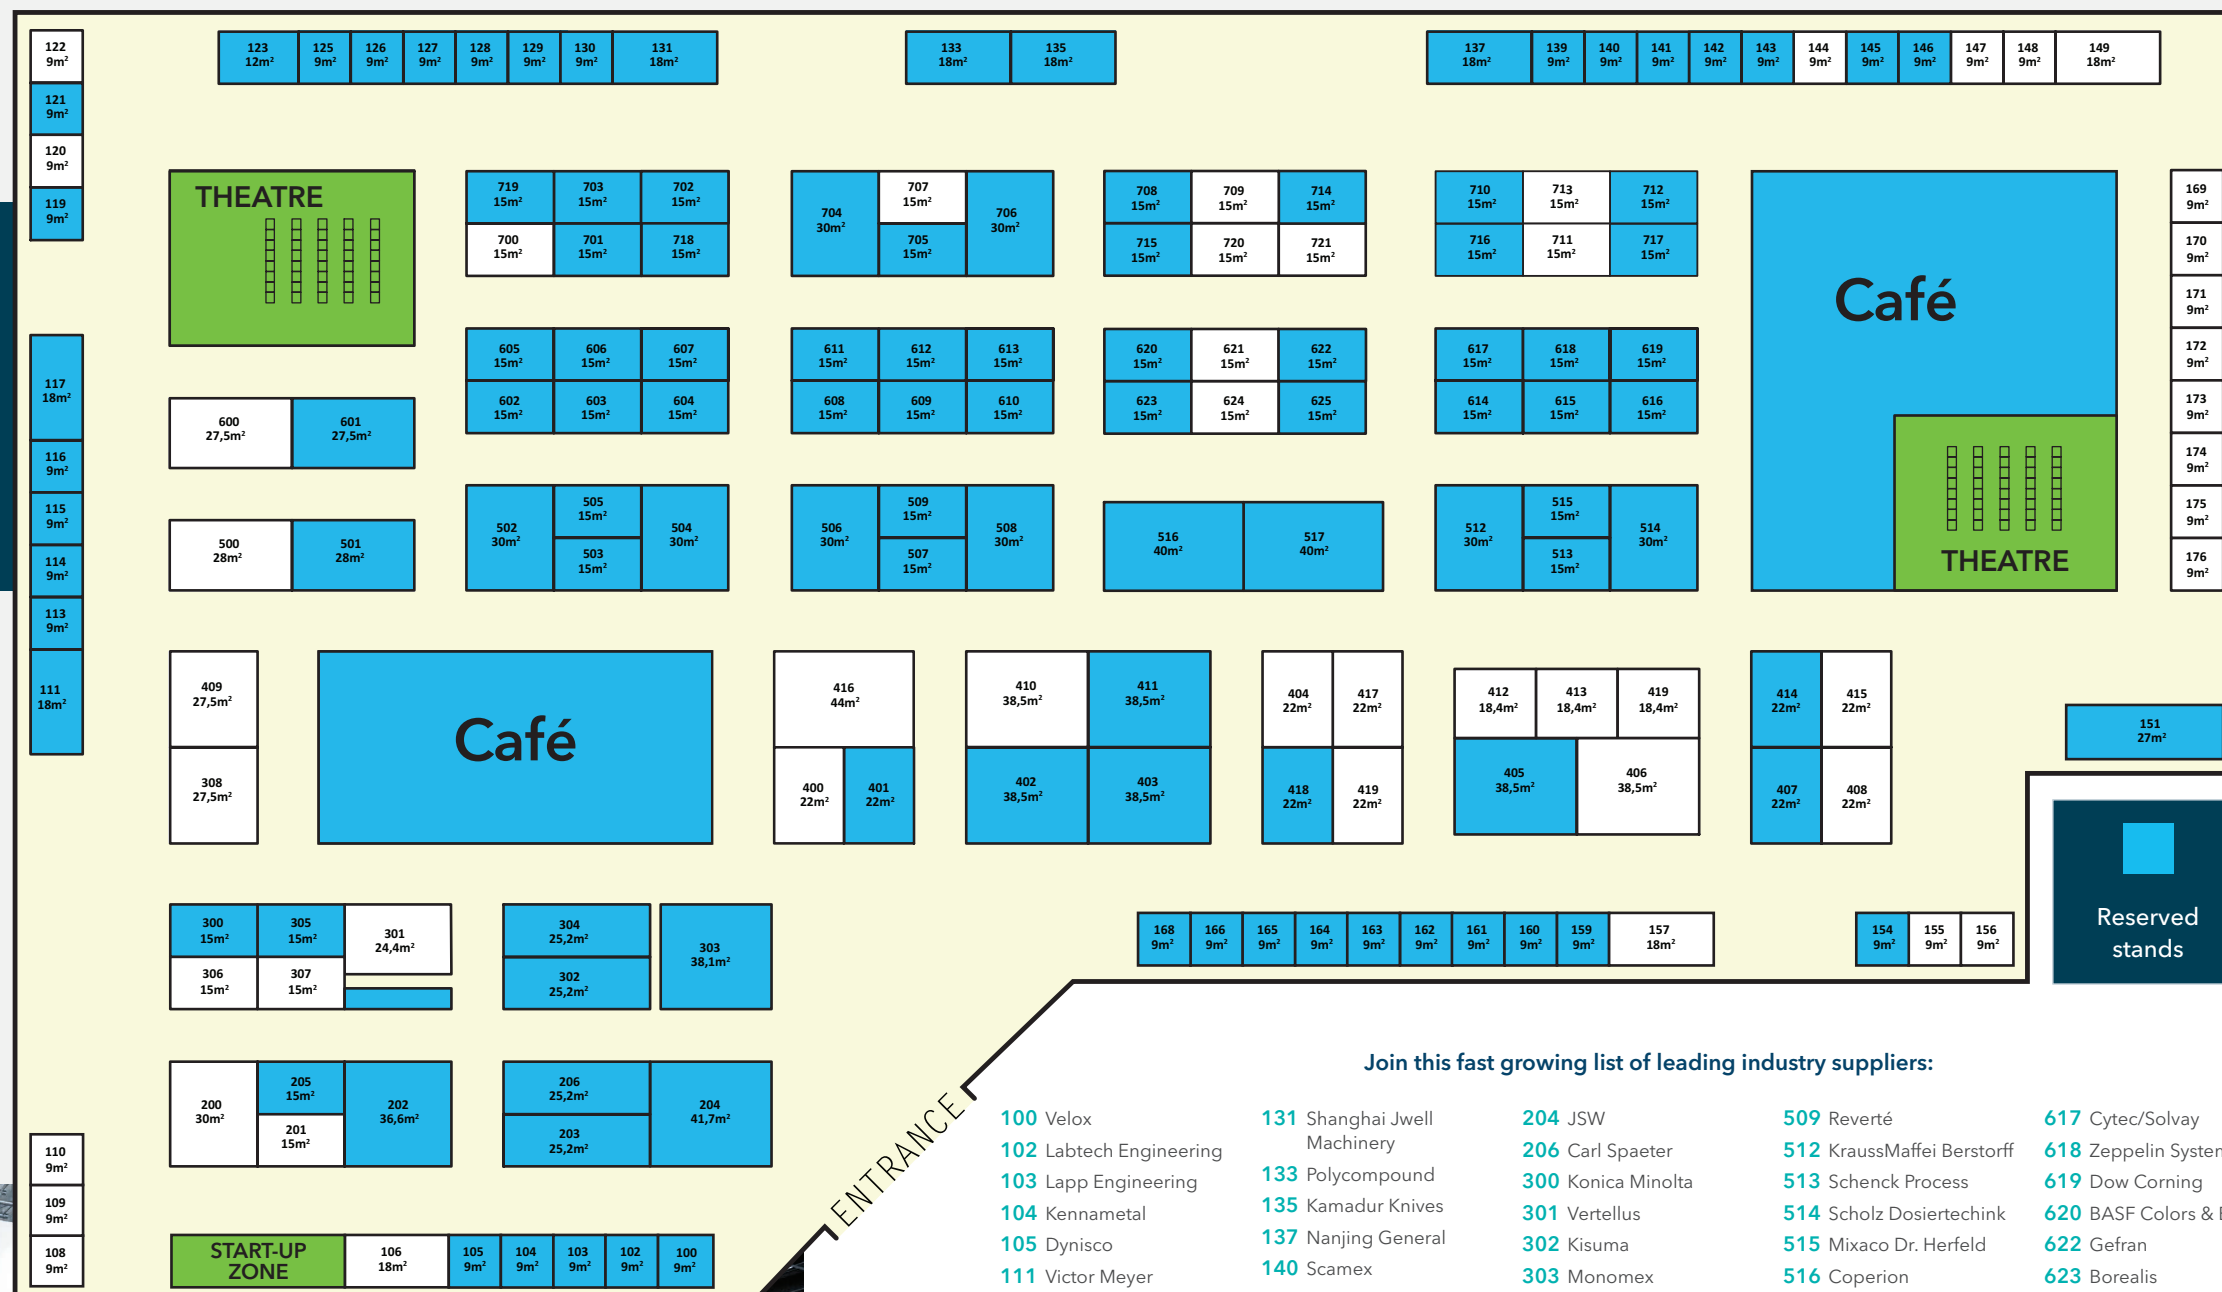 122
9m²
123
12m²
125
9m²
126
9m²
127
9m²
128
9m²
129
9m²
130
9m²
131
18m²
133
18m²
135
18m²
137
18m²
139
9m²
140
9m²
141
9m²
142
9m²
143
9m²
144
9m²
145
9m²
146
9m²
147
9m²
148
9m²
149
18m²
121
9m²
120
9m²
119
9m²
THEATRE
719
15m²
703
15m²
702
15m²
700
15m²
701
15m²
718
15m²
704
30m²
707
15m²
705
15m²
706
30m²
708
15m²
709
15m²
714
15m²
715
15m²
720
15m²
721
15m²
710
15m²
713
15m²
712
15m²
716
15m²
711
15m²
717
15m²
Café
169
9m²
170
9m²
171
9m²
172
9m²
173
9m²
174
9m²
175
9m²
176
9m²
117
18m²
116
9m²
115
9m²
114
9m²
113
9m²
111
18m²
600
27,5m²
601
27,5m²
605
15m²
606
15m²
607
15m²
602
15m²
603
15m²
604
15m²
611
15m²
612
15m²
613
15m²
608
15m²
609
15m²
610
15m²
620
15m²
621
15m²
622
15m²
623
15m²
624
15m²
625
15m²
617
15m²
618
15m²
619
15m²
614
15m²
615
15m²
616
15m²
500
28m²
501
28m²
502
30m²
505
15m²
503
15m²
504
30m²
506
30m²
509
15m²
507
15m²
508
30m²
516
40m²
517
40m²
512
30m²
515
15m²
513
15m²
514
30m²
THEATRE
409
27,5m²
308
27,5m²
Café
416
44m²
400
22m²
401
22m²
410
38,5m²
411
38,5m²
402
38,5m²
403
38,5m²
404
22m²
417
22m²
418
22m²
419
22m²
412
18,4m²
413
18,4m²
419
18,4m²
405
38,5m²
406
38,5m²
414
22m²
415
22m²
407
22m²
408
22m²
151
27m²
Reserved
stands
300
15m²
305
15m²
301
24,4m²
306
15m²
307
15m²
304
25,2m²
302
25,2m²
303
38,1m²
168
9m²
166
9m²
165
9m²
164
9m²
163
9m²
162
9m²
161
9m²
160
9m²
159
9m²
157
18m²
154
9m²
155
9m²
156
9m²
200
30m²
205
15m²
201
15m²
202
36,6m²
206
25,2m²
203
25,2m²
204
41,7m²
110
9m²
109
9m²
108
9m²
START-UP
ZONE
106
18m²
105
9m²
104
9m²
103
9m²
102
9m²
100
9m²
ENTRANCE
Join this fast growing list of leading industry suppliers:
100 Velox
102 Labtech Engineering
103 Lapp Engineering
104 Kennametal
105 Dynisco
111 Victor Meyer
131 Shanghai Jwell
Machinery
133 Polycompound
135 Kamadur Knives
137 Nanjing General
140 Scamex
204 JSW
206 Carl Spaeter
300 Konica Minolta
301 Vertellus
302 Kisuma
303 Monomex
509 Reverté
512 KraussMaffei Berstorff
513 Schenck Process
514 Scholz Dosiertechink
515 Mixaco Dr. Herfeld
516 Coperion
617 Cytec/Solvay
618 Zeppelin System
619 Dow Corning
620 BASF Colors &
622 Gefran
623 Borealis